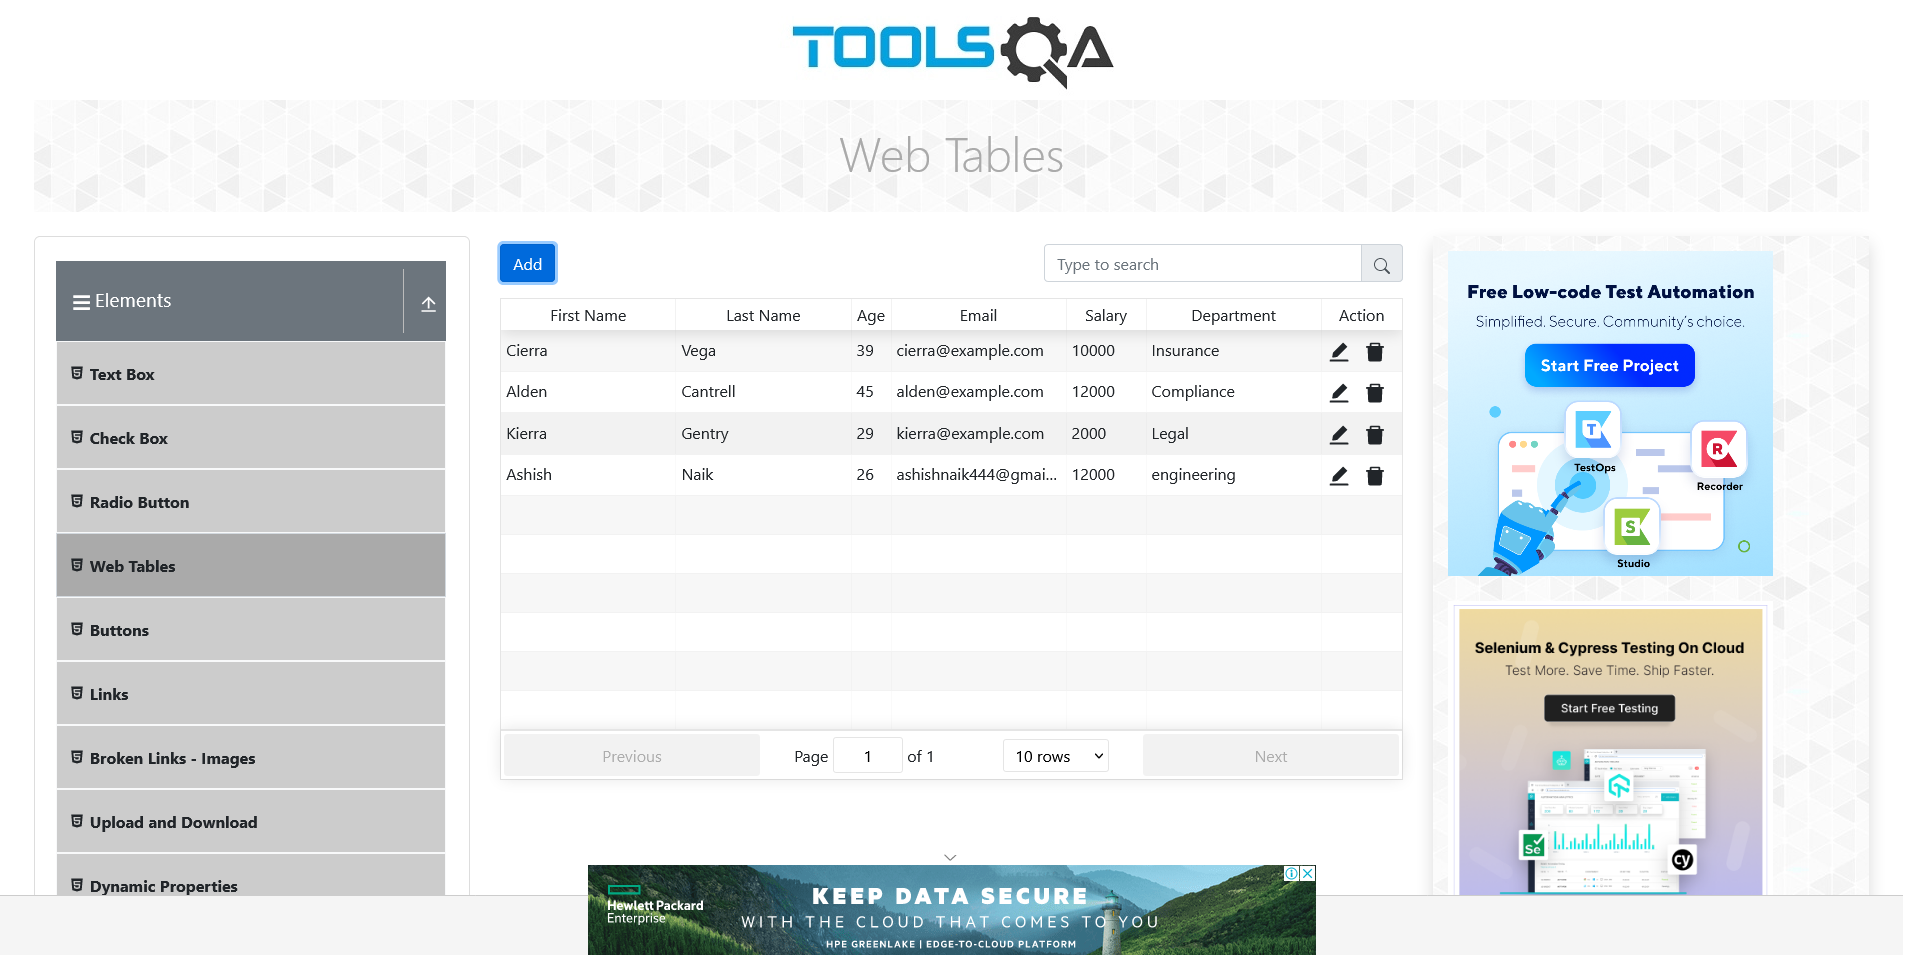 TOOLSQA
Web Tables
Elements
Text Box
Check Box
Radio Button
Web Tables
Buttons
Links
Broken Links - Images
Upload and Download
Dynamic Properties
Add
Type to search
First Name Last Name Age Email Salary Department Action
Cierra Vega 39 cierra@example.com 10000 Insurance
Alden Cantrell 45 alden@example.com 12000 Compliance
Kierra Gentry 29 kierra@example.com 2000 Legal
Ashish Naik 26 ashishnaik444@gmai... 12000 engineering
Previous Page 1 of 1 10 rows Next
Free Low-code Test Automation
Simplified. Secure. Community's choice.
Start Free Project
T
TestOps
R
Recorder
S
Studio
Selenium & Cypress Testing On Cloud
Test More. Save Time. Ship Faster.
Start Free Testing
Se
cy
Hewlett Packard
Enterprise
KEEP DATA SECURE
WITH THE CLOUD THAT COMES TO YOU
HPE GREENLAKE | EDGE-TO-CLOUD PLATFORM